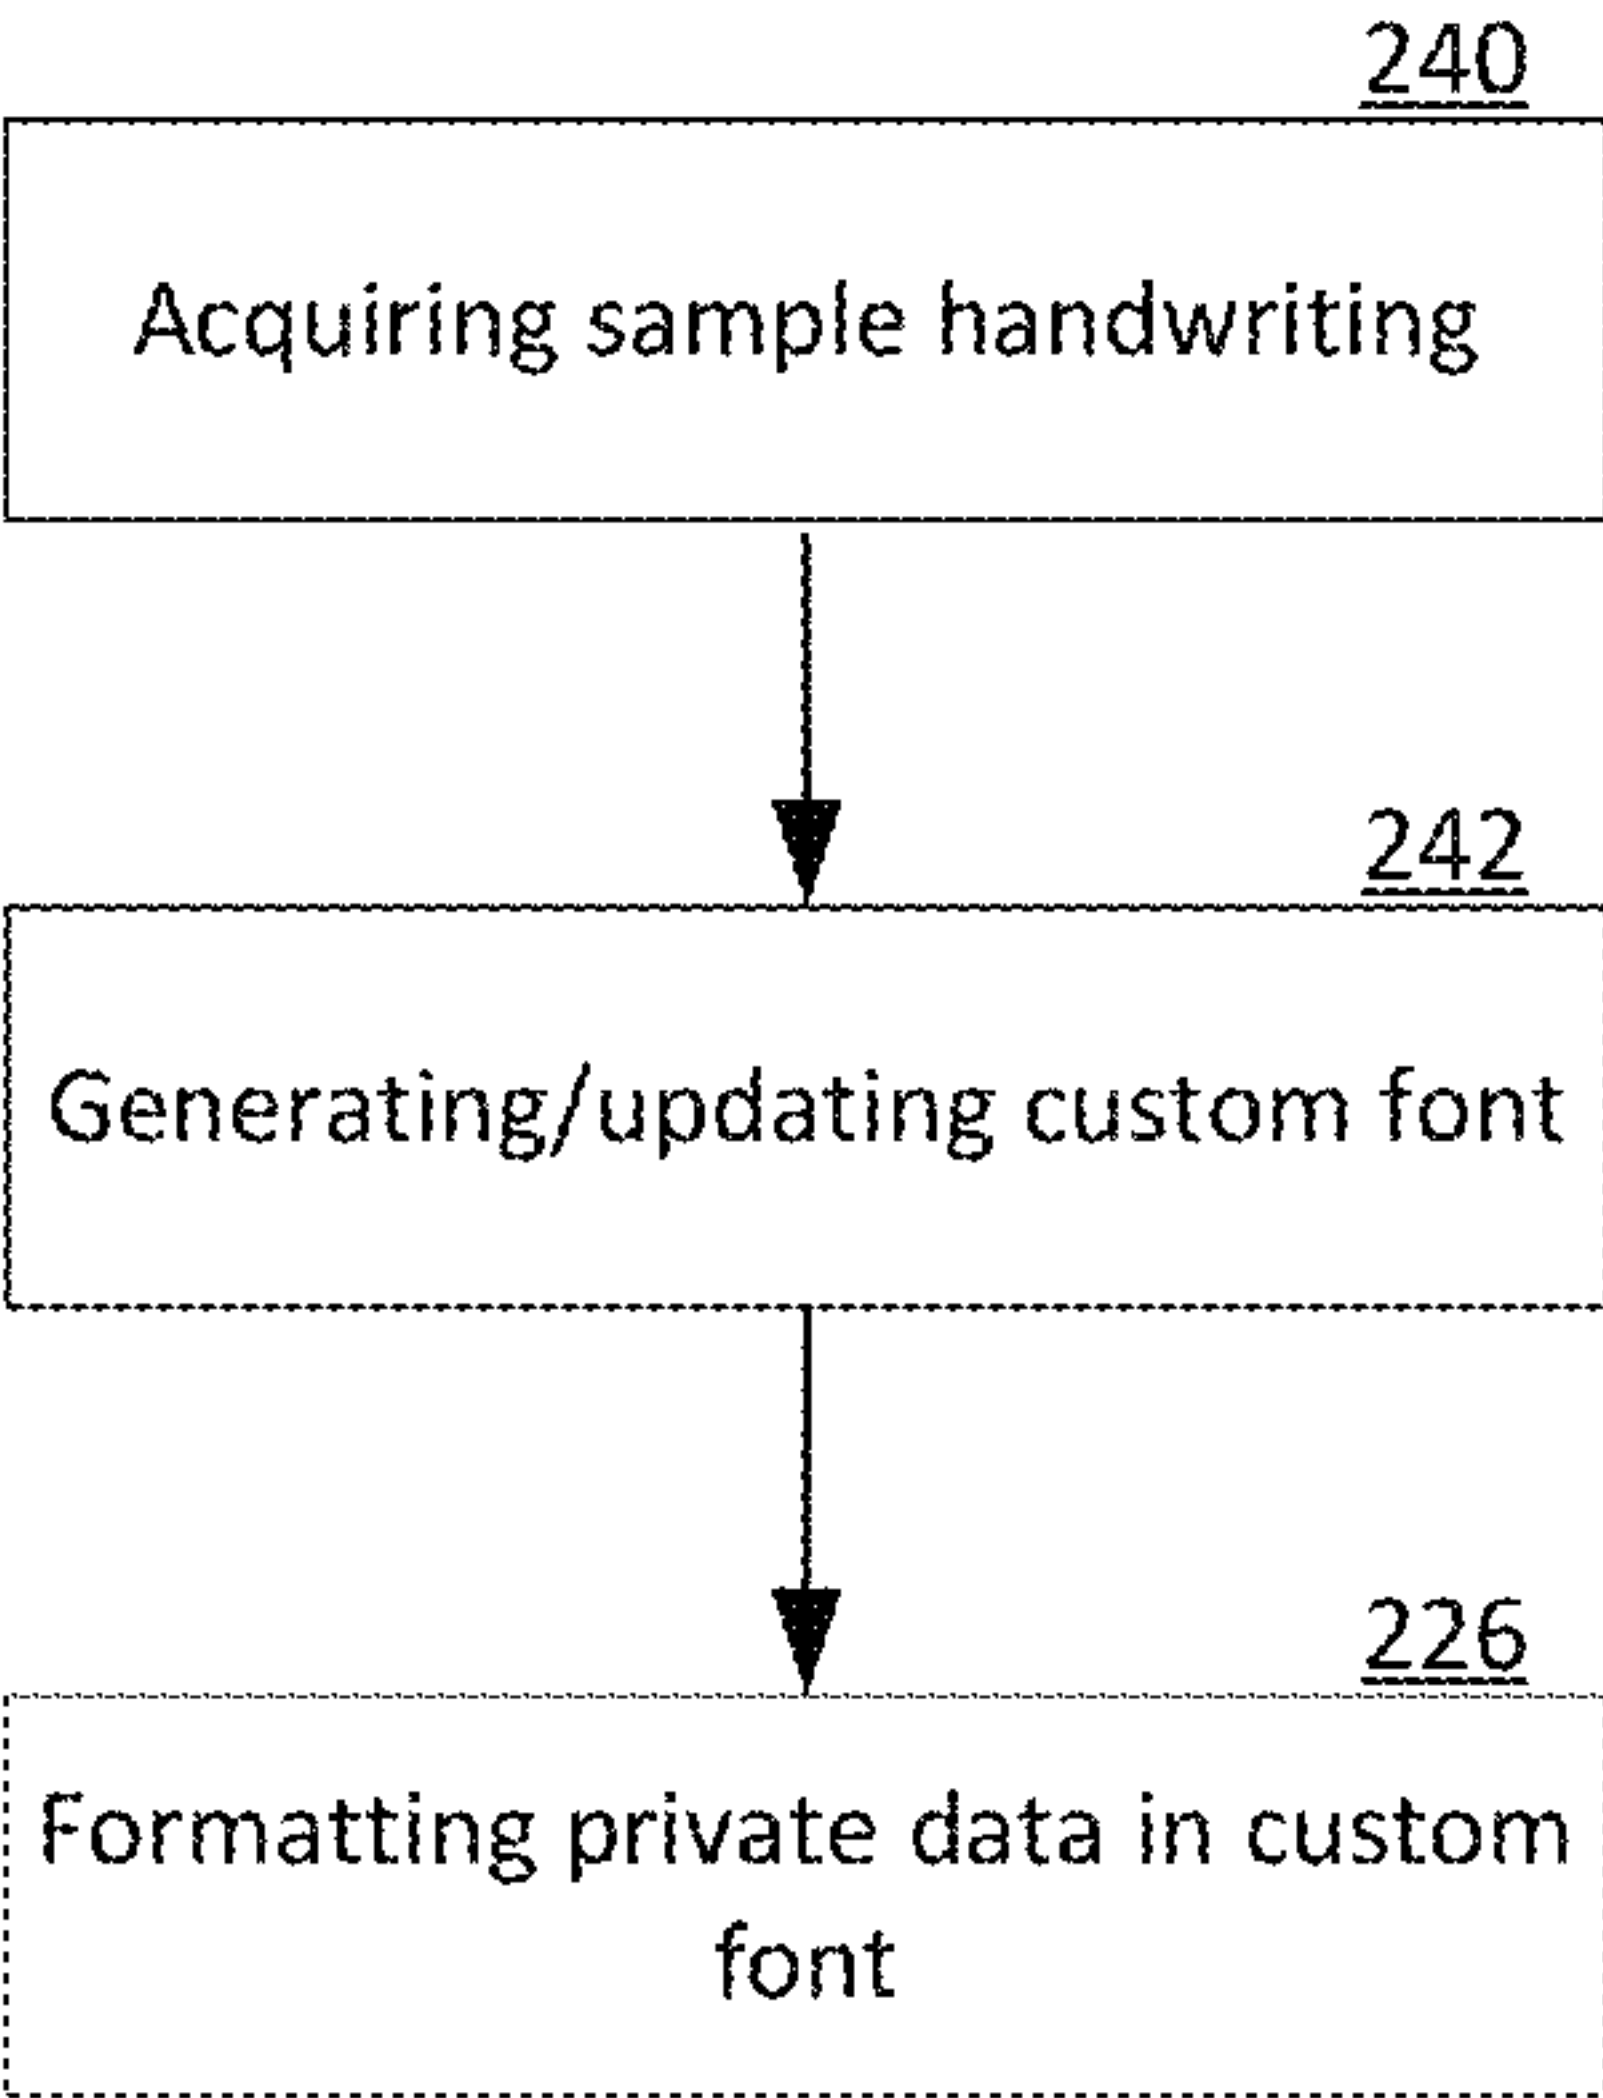 240
Acquiring sample handwriting
242
Generating/updating custom font
226
Formatting private data in custom
font